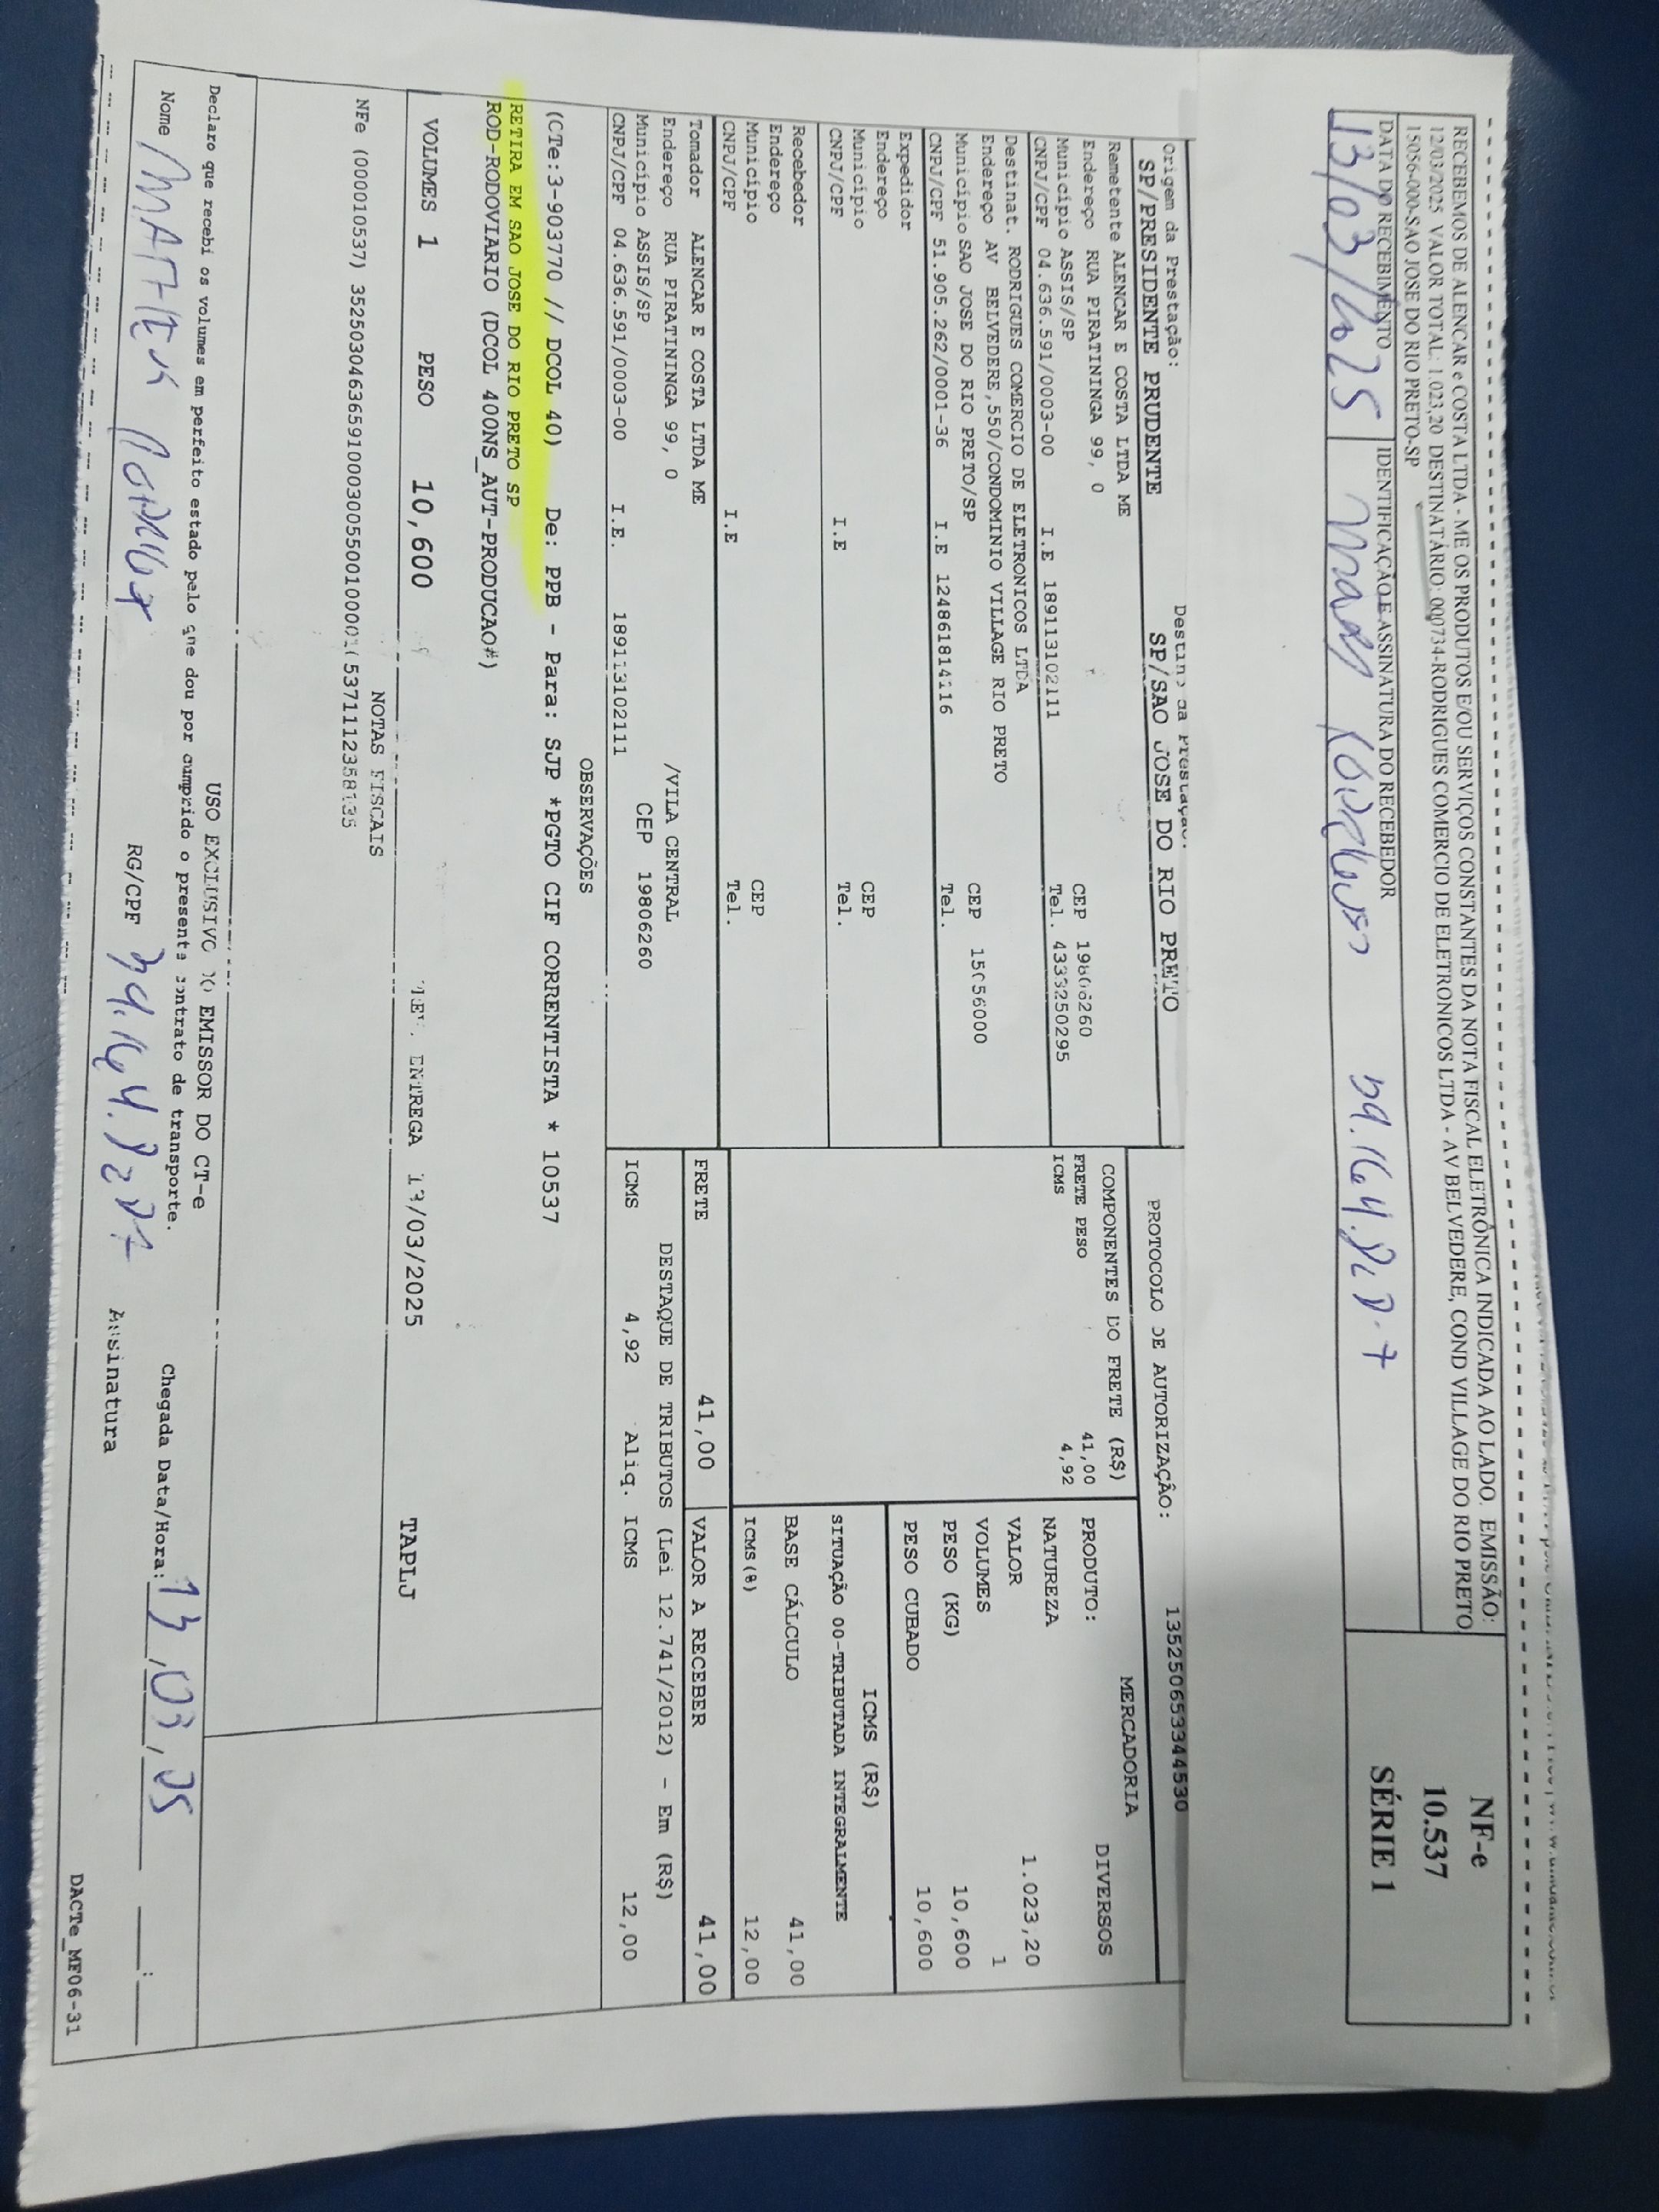 RECEBEMOS DE ALENCAR e COSTA LTDA - ME OS PRODUTOS E/OU SERVIÇOS CONSTANTES DA NOTA FISCAL ELETRÔNICA INDICADA AO LADO. EMISSÃO:
12/03/2025 VALOR TOTAL: 1.023,20 DESTINATÁRIO: 000734-RODRIGUES COMERCIO DE ELETRONICOS LTDA - AV BELVEDERE, COND VILLAGE DO RIO PRETO,
15056-000-SAO JOSE DO RIO PRETO-SP
DATA DO RECEBIMENTO
IDENTIFICAÇÃO E ASSINATURA DO RECEBEDOR
13/03/2025
NF-e
10.537
SÉRIE 1
Origem da Prestação:
SP/PRESIDENTE PRUDENTE
Destino da Prestação:
SP/SAO JOSE DO RIO PRETO
PROTOCOLO DE AUTORIZAÇÃO: 135250653344530
Remetente ALENCAR E COSTA LTDA ME
Endereço RUA PIRATININGA 99, 0
CEP 19806260
Município ASSIS/SP
Tel. 4333250295
CNPJ/CPF 04.636.591/0003-00 I.E 189113102111
Destinat. RODRIGUES COMERCIO DE ELETRONICOS LTDA
Endereço AV BELVEDERE,550/CONDOMINIO VILLAGE RIO PRETO
Município SAO JOSE DO RIO PRETO/SP CEP 15056000
CNPJ/CPF 51.905.262/0001-36 I.E 124861814116 Tel.
Expedidor
Endereço
Município CEP
CNPJ/CPF I.E Tel.
Recebedor
Endereço
Município CEP
CNPJ/CPF I.E Tel.
Tomador ALENCAR E COSTA LTDA ME
Endereço RUA PIRATININGA 99, 0 /VILA CENTRAL
Município ASSIS/SP CEP 19806260
CNPJ/CPF 04.636.591/0003-00 I.E. 189113102111
COMPONENTES DO FRETE (R$)
FRETE PESO 41,00
ICMS 4,92
MERCADORIA
PRODUTO: DIVERSOS
NATUREZA
VALOR 1.023,20
VOLUMES 1
PESO (KG) 10,600
PESO CUBADO 10,600
ICMS (R$)
SITUAÇÃO 00-TRIBUTADA INTEGRALMENTE
BASE CÁLCULO 41,00
ICMS(%) 12,00
FRETE 41,00 VALOR A RECEBER 41,00
DESTAQUE DE TRIBUTOS (Lei 12.741/2012) - Em (R$)
ICMS 4,92 Aliq. ICMS 12,00
OBSERVAÇÕES
(CTe:3-903770 // DCOL 40) De: PPB - Para: SJP *PGTO CIF CORRENTISTA * 10537
RETIRA EM SAO JOSE DO RIO PRETO SP
ROD-RODOVIARIO (DCOL 400NS_AUT-PRODUCAO#)
VOLUMES 1 PESO 10,600 ENTREGA 13/03/2025 TAPLJ
NOTAS FISCAIS
NFe (000010537)
USO EXCLUSIVO DO EMISSOR DO CT-e
Declaro que recebi os volumes em perfeito estado pelo que dou por cumprido o presente contrato de transporte.
Chegada Data/Hora: 13,03,25
Nome
RG/CPF
Assinatura
DACTe_MF06-31